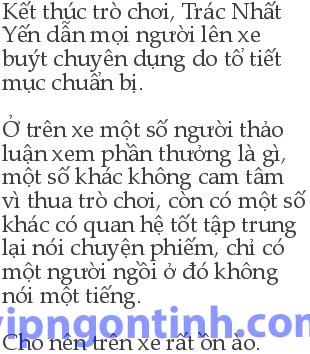 Kết thúc trò chơi, Trác Nhất
Yến dẫn mọi người lên xe
buýt chuyên dụng do tổ tiết
mục chuẩn bị.
Ở trên xe một số người thảo
luận xem phần thưởng là gì,
một số khác không cam tâm
vì thua trò chơi, còn có một số
khác có quan hệ tốt tập trung
lại nói chuyện phiếm, chỉ có
một người ngồi ở đó không
nói một tiếng.
vipngontinh.com
Cho nên trên xe rất ồn ào.